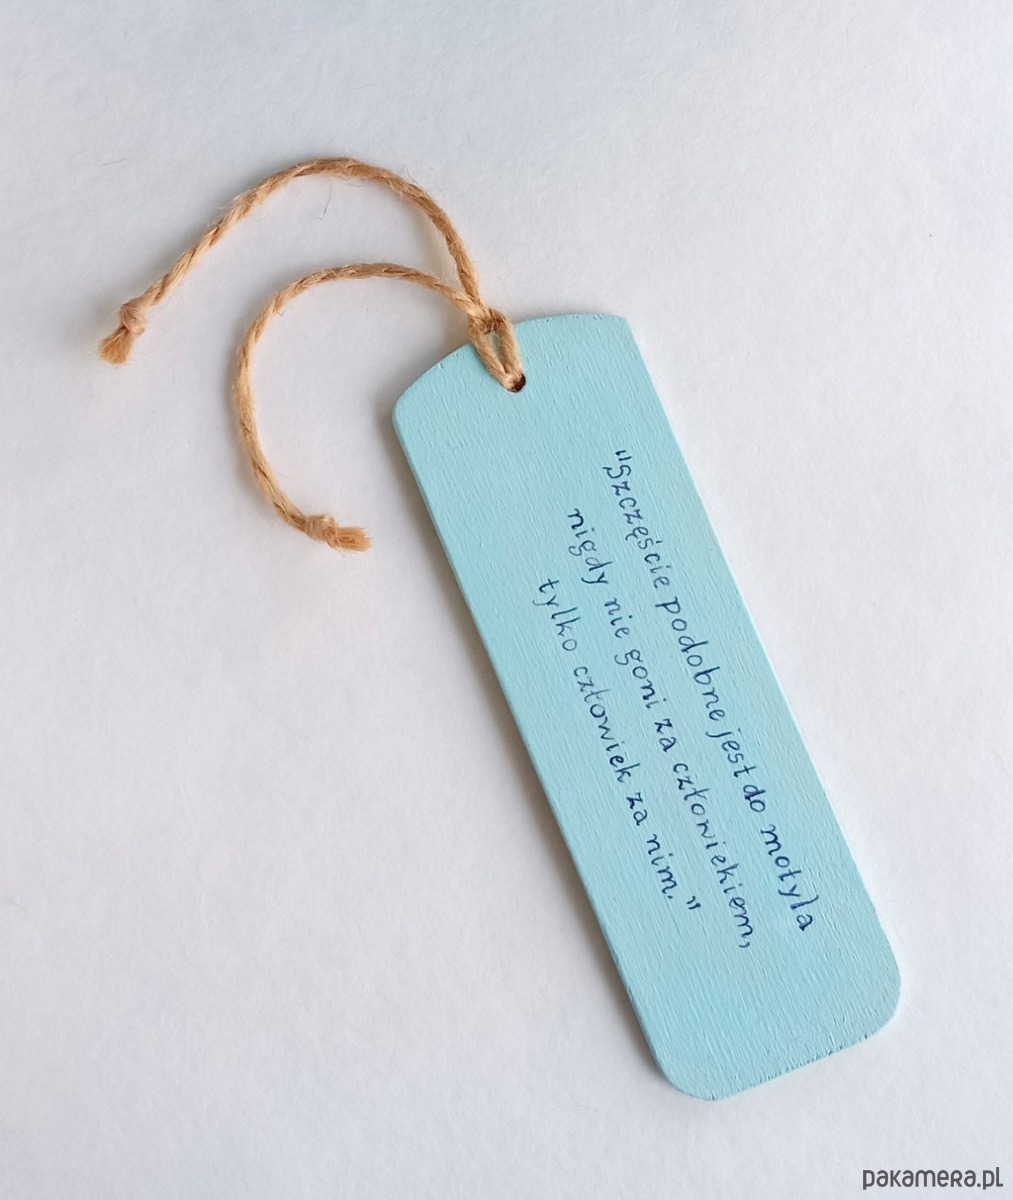 "Szczęście podobne jest do motyla
nigdy nie goni za człowiekiem,
tylko człowiek za nim."
pakamera.pl